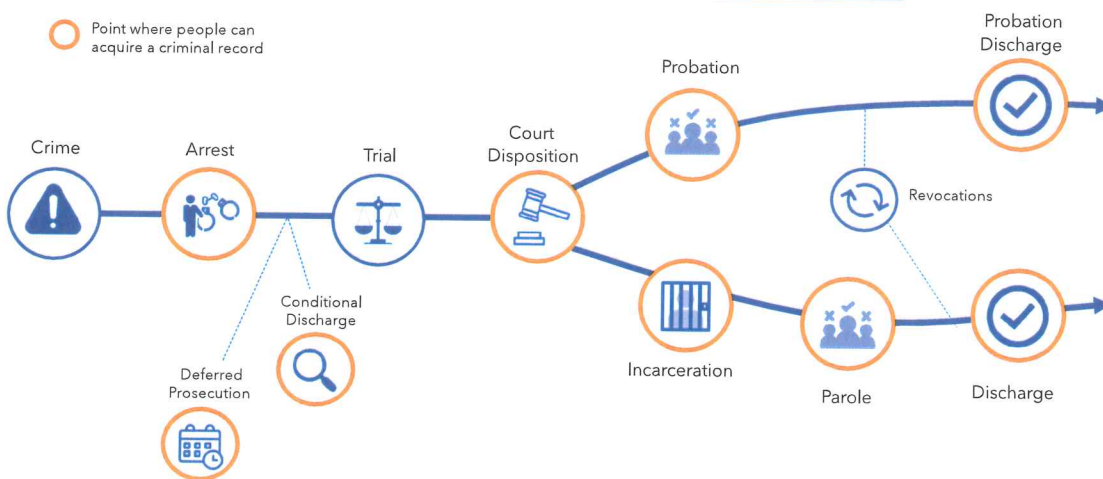 Point where people can
acquire a criminal record
Crime
Arrest
Trial
Court
Disposition
Probation
Probation
Discharge
Revocations
Conditional
Discharge
Deferred
Prosecution
Incarceration
Parole
Discharge